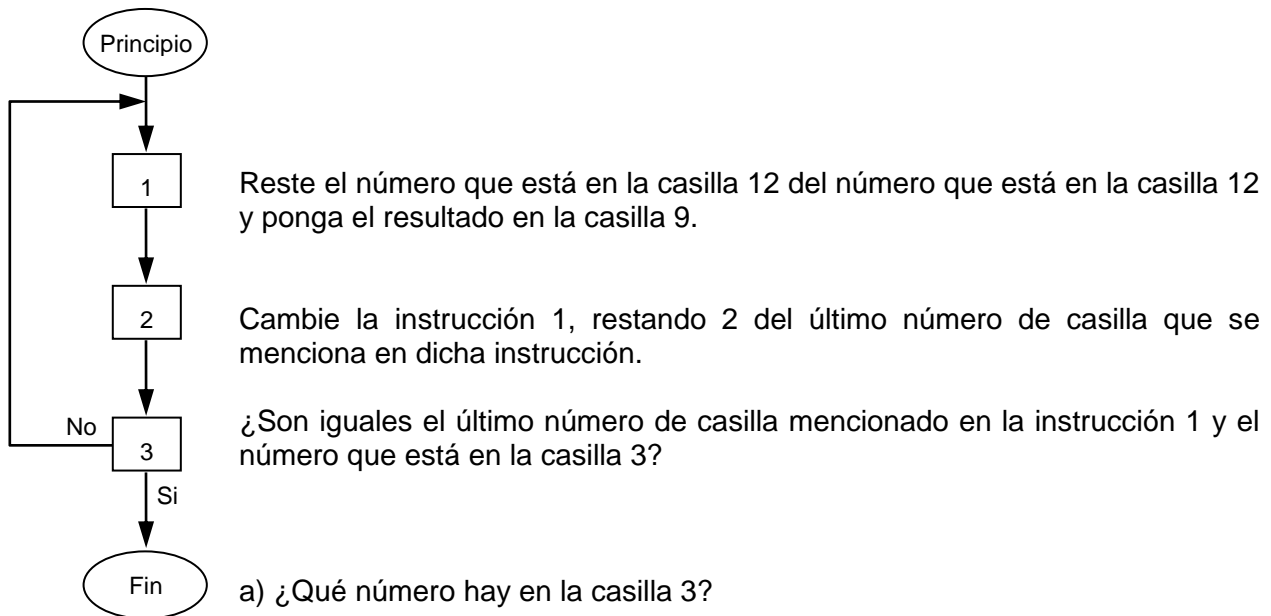 Principio
1
Reste el número que está en la casilla 12 del número que está en la casilla 12
y ponga el resultado en la casilla 9.
2
Cambie la instrucción 1, restando 2 del último número de casilla que se
menciona en dicha instrucción.
No
3
¿Son iguales el último número de casilla mencionado en la instrucción 1 y el
número que está en la casilla 3?
Si
Fin
a) ¿Qué número hay en la casilla 3?